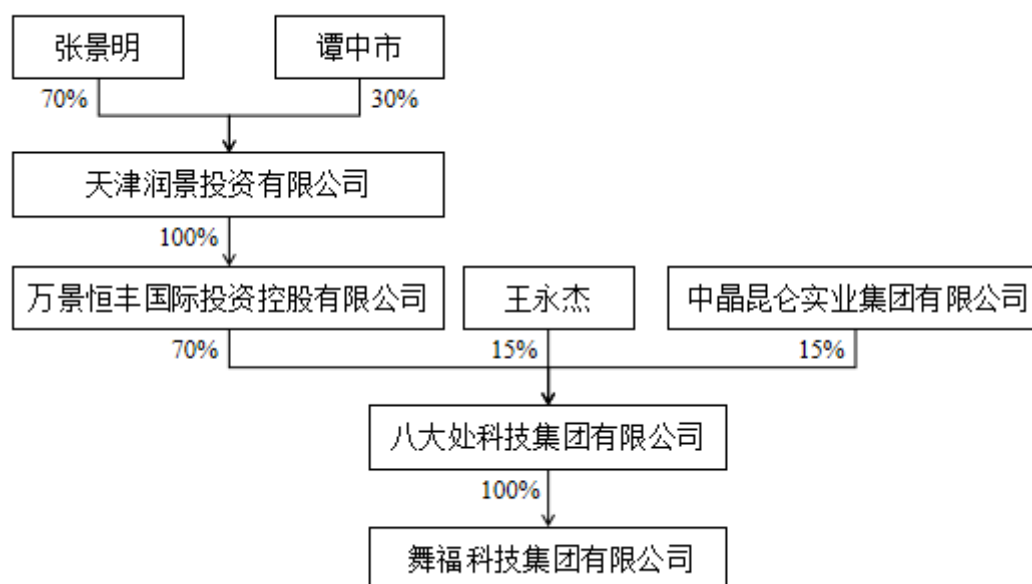 张景明
谭中市
70%
30%
天津润景投资有限公司
100%
万景恒丰国际投资控股有限公司
王永杰
中晶昆仑实业集团有限公司
70%
15%
15%
八大处科技集团有限公司
100%
舞福科技集团有限公司